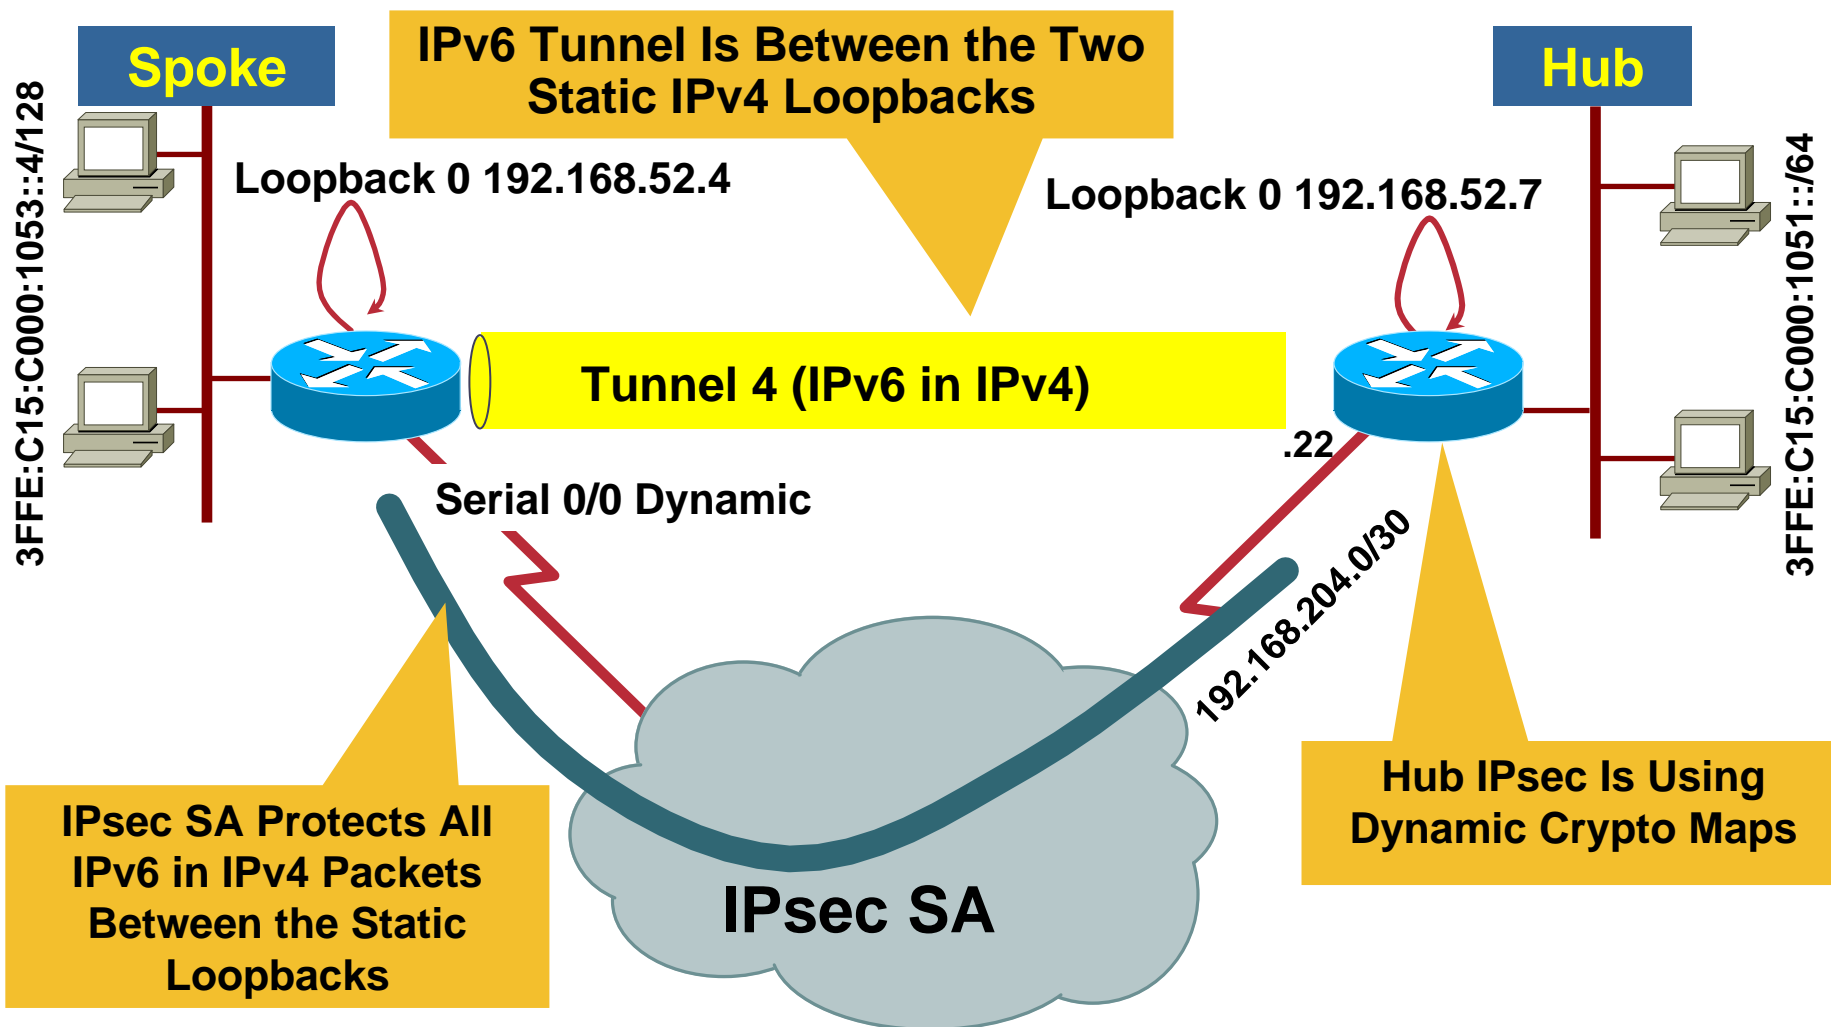 IPv6 Tunnel Is Between the Two
Static IPv4 Loopbacks
Spoke
Hub
3FFE:C15:C000:1053::4/128
Loopback 0 192.168.52.4
Loopback 0 192.168.52.7
3FFE:C15:C000:1051::/64
Tunnel 4 (IPv6 in IPv4)
.22
Serial 0/0 Dynamic
192.168.204.0/30
IPsec SA Protects All
IPv6 in IPv4 Packets
Between the Static
Loopbacks
Hub IPsec Is Using
Dynamic Crypto Maps
IPsec SA